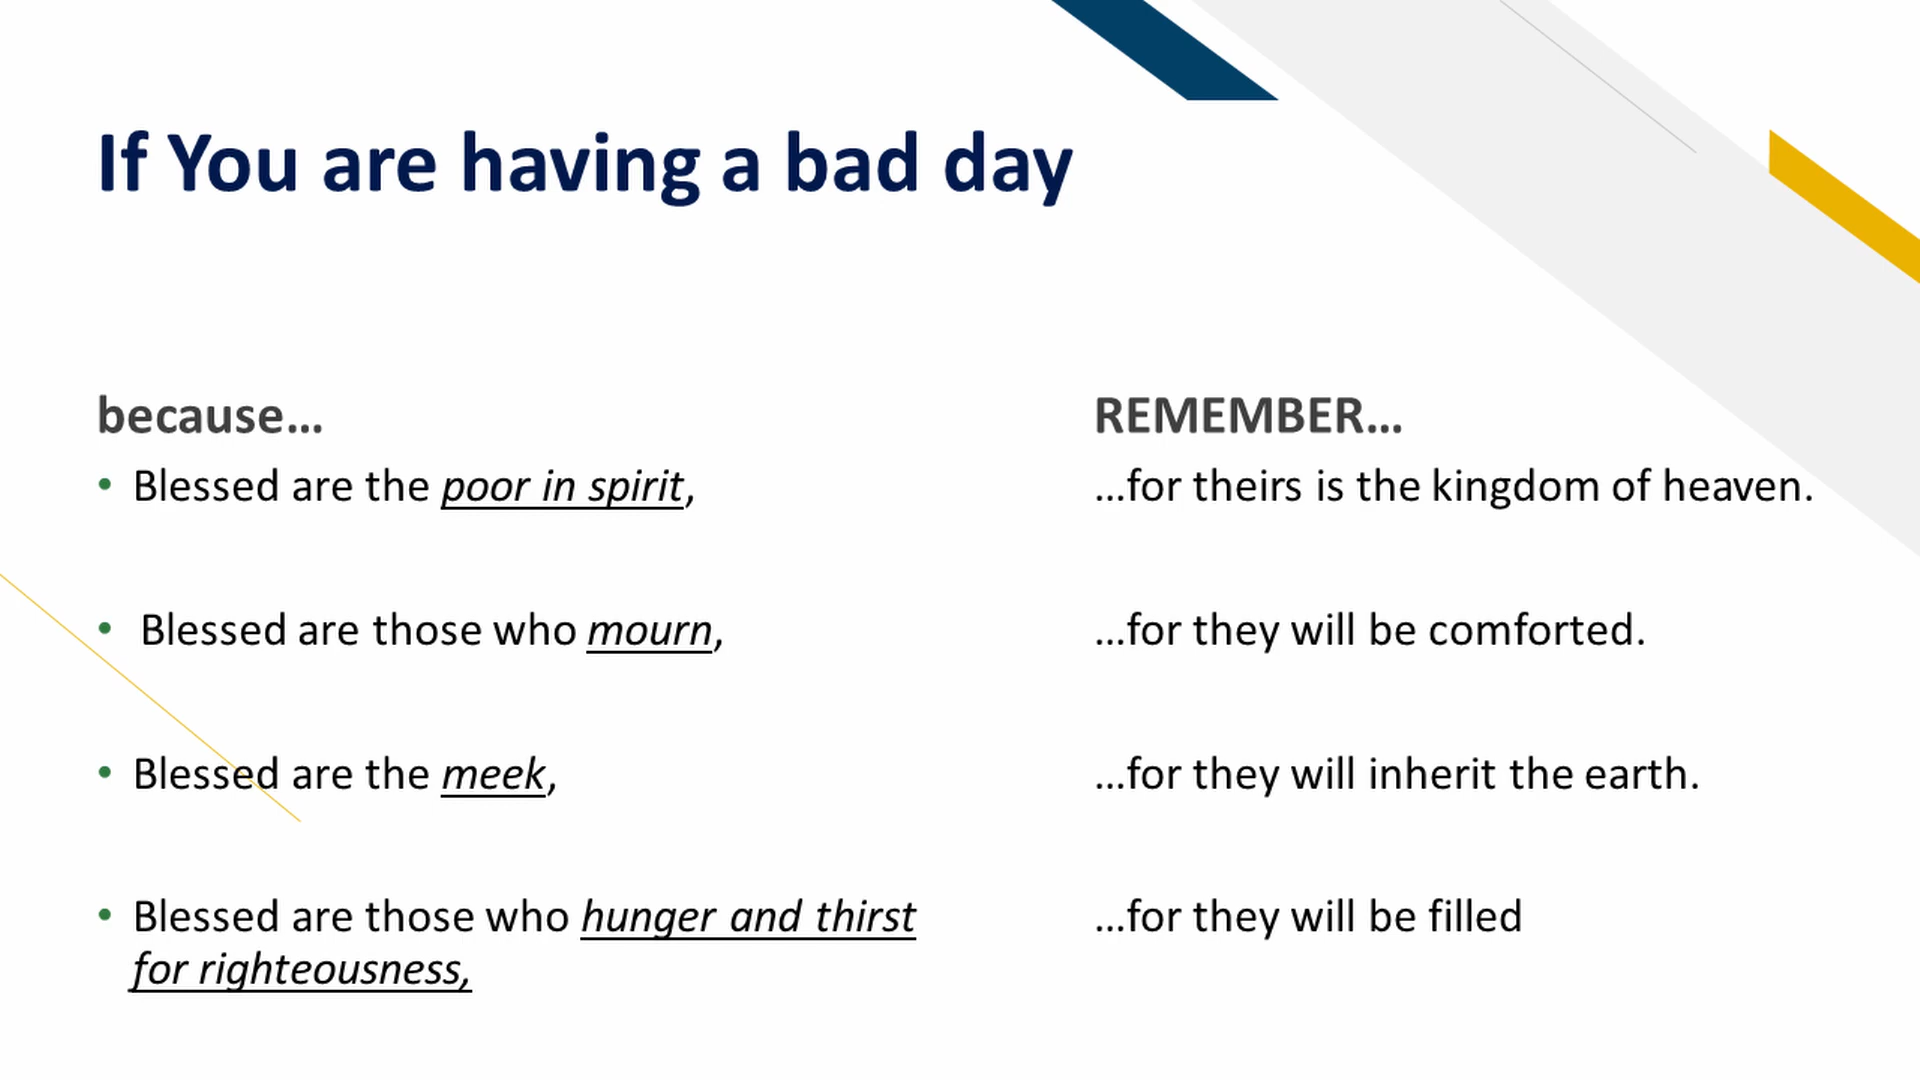 If You are having a bad day
because…
• Blessed are the poor in spirit,
• Blessed are those who mourn,
• Blessed are the meek,
• Blessed are those who hunger and thirst
for righteousness,
REMEMBER…
…for theirs is the kingdom of heaven.
…for they will be comforted.
…for they will inherit the earth.
…for they will be filled